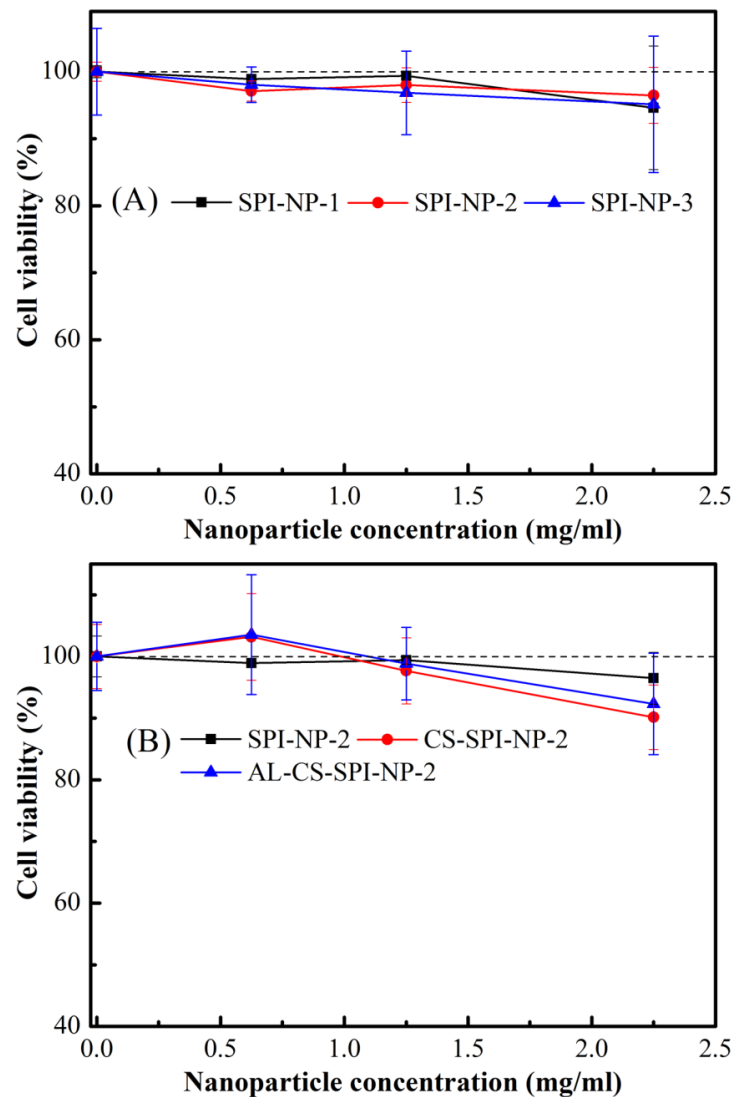 100
80
60
40
Cell viability (%)
(A) SPI-NP-1 SPI-NP-2 SPI-NP-3
0.0 0.5 1.0 1.5 2.0 2.5
Nanoparticle concentration (mg/ml)
100
80
60
40
Cell viability (%)
(B) SPI-NP-2 CS-SPI-NP-2
AL-CS-SPI-NP-2
0.0 0.5 1.0 1.5 2.0 2.5
Nanoparticle concentration (mg/ml)